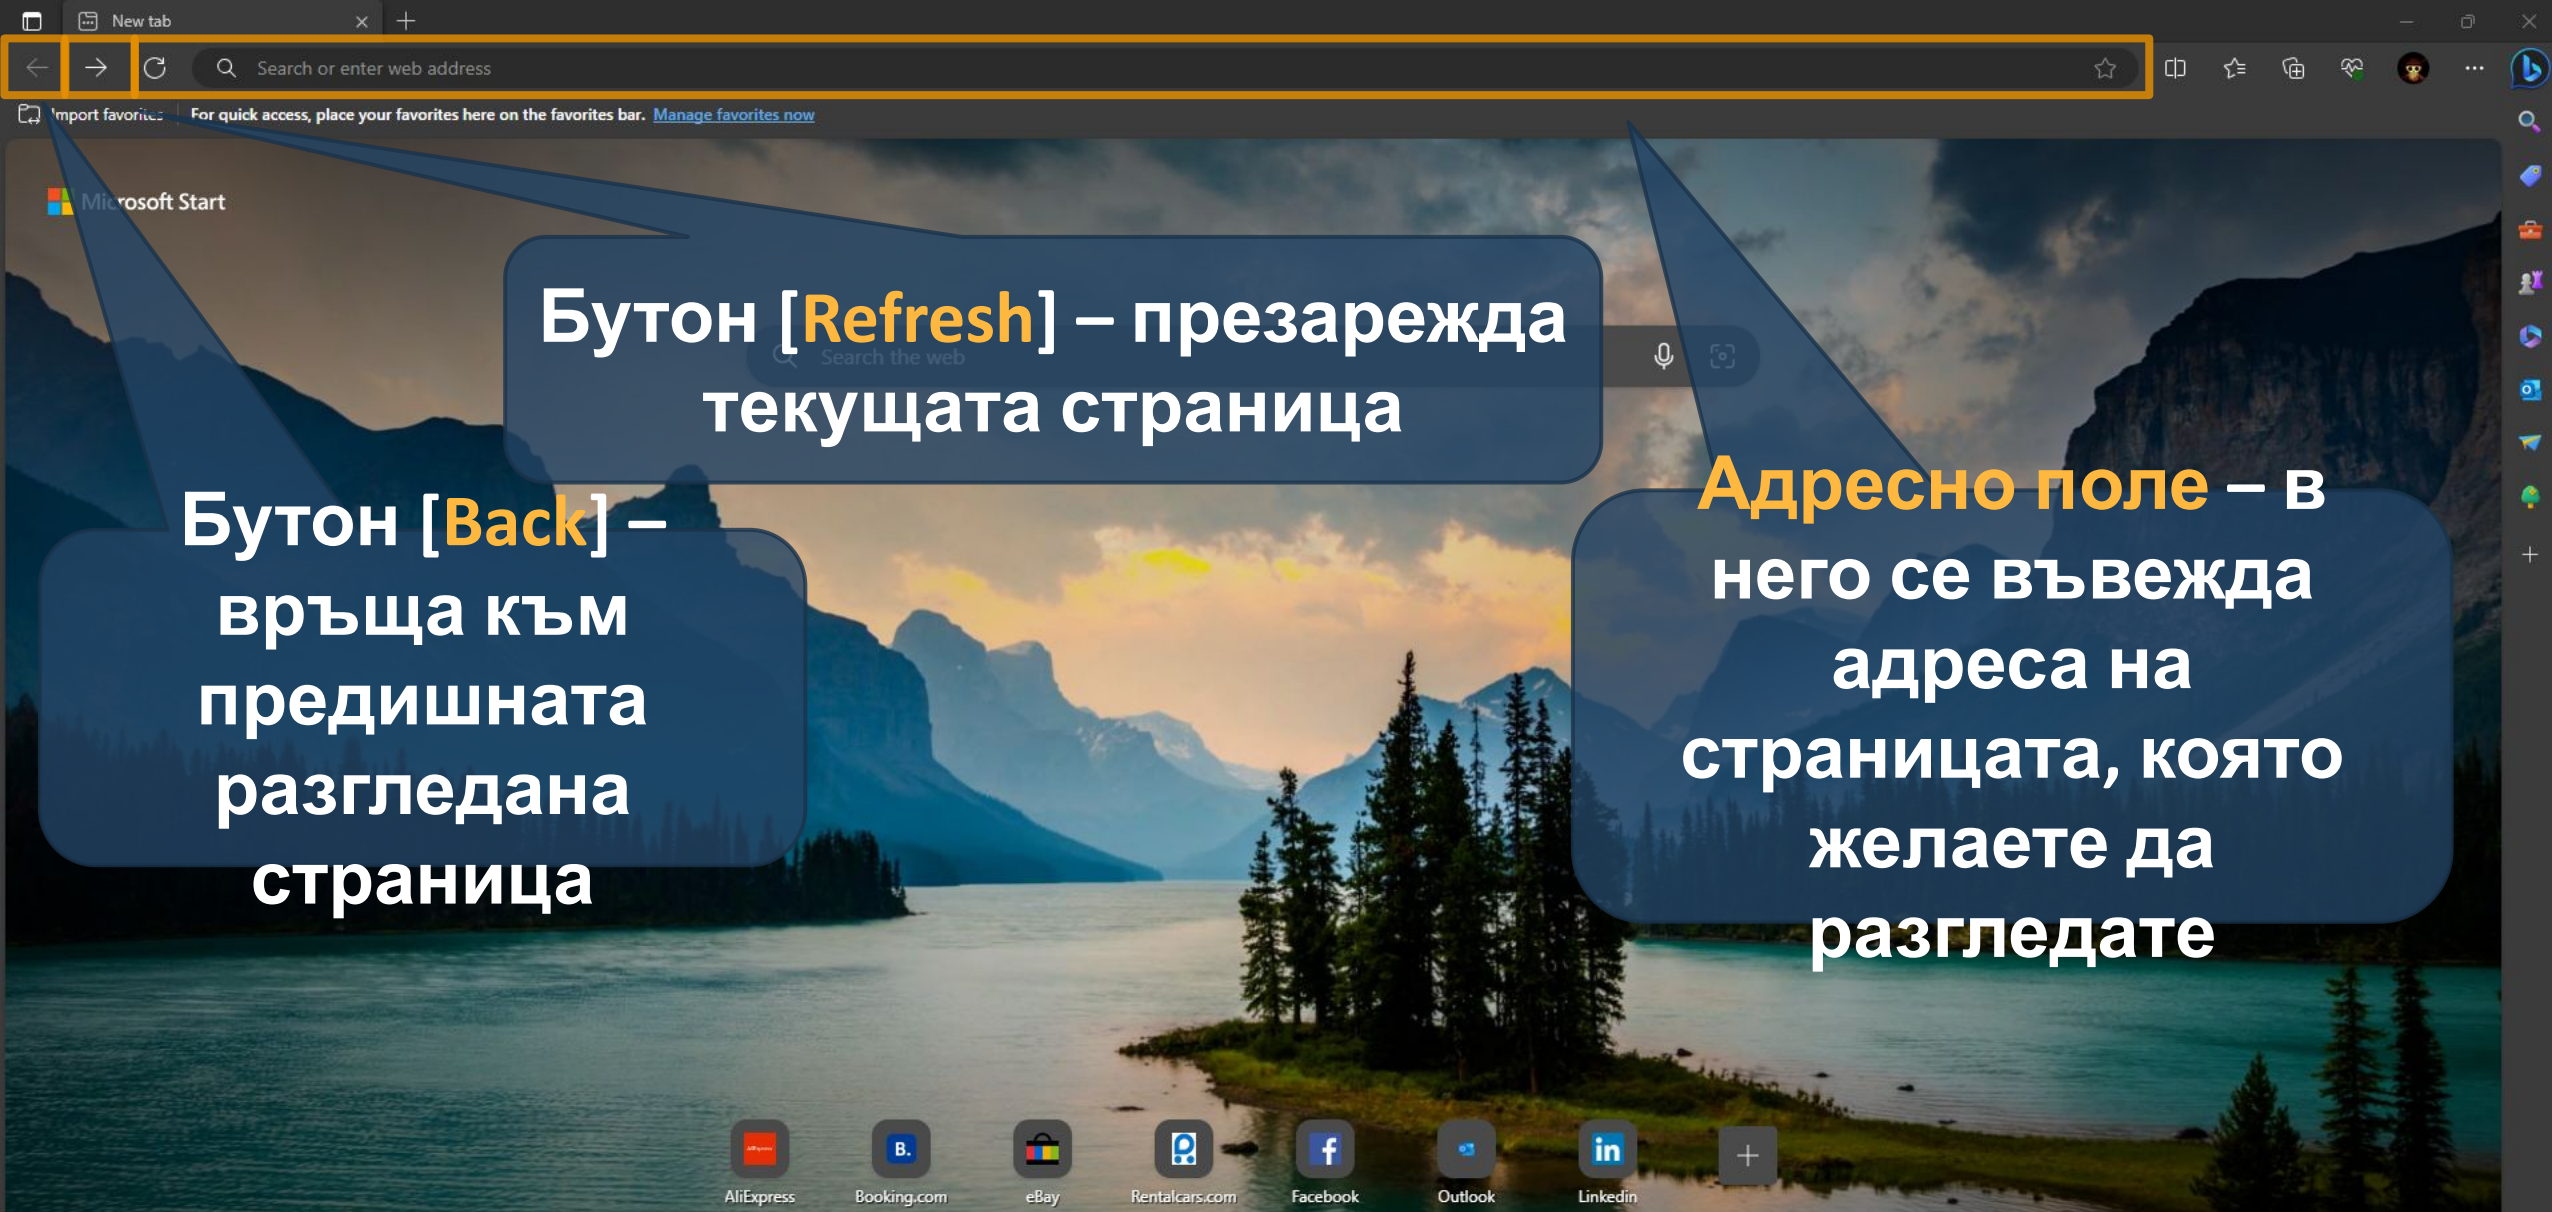 New tab
Search or enter web address
Import favorites
For quick access, place your favorites here on the favorites bar. Manage favorites now
Microsoft Start
Бутон [Refresh] – презарежда
текущата страница
Search the web
Бутон [Back] –
връща към
предишната
разгледана
страница
Адресно поле – в
него се въвежда
адреса на
страницата, която
желаете да
разгледате
AliExpress
B.
in
AliExpress
Booking.com
eBay
Rentalcars.com
Facebook
Outlook
Linkedin